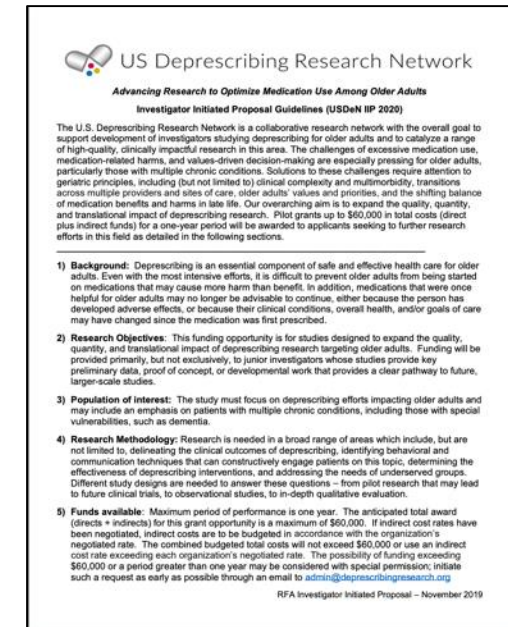 US Deprescribing Research Network
Advancing Research to Optimize Medication Use Among Older Adults
Investigator Initiated Proposal Guidelines (USDeN IIP 2020)
The U.S. Deprescribing Research Network is a collaborative research network with the overall goal to
support development of investigators studying deprescribing for older adults and to catalyze a range
of high-quality, clinically impactful research in this area. The challenges of excessive medication use,
medication-related harms, and values-driven decision-making are especially pressing for older adults,
particularly those with multiple chronic conditions. Solutions to these challenges require attention to
geriatric principles, including (but not limited to) clinical complexity and multimorbidity, transitions
across multiple providers and sites of care, older adults' values and priorities, and the shifting balance
of medication benefits and harms in late life. Our overarching aim is to expand the quality, quantity,
and translational impact of deprescribing research. Pilot grants up to $60,000 in total costs (direct
plus indirect funds) for a one-year period will be awarded to applicants seeking to further research
efforts in this field as detailed in the following sections.
1) Background: Deprescribing is an essential component of safe and effective health care for older
adults. Even with the most intensive efforts, it is difficult to prevent older adults from being started
on medications that may cause more harm than benefit. In addition, medications that were once
helpful for older adults may no longer be advisable to continue, either because the person has
developed adverse effects, or because their clinical conditions, overall health, and/or goals of care
may have changed since the medication was first prescribed.
2) Research Objectives: This funding opportunity is for studies designed to expand the quality,
quantity, and translational impact of deprescribing research targeting older adults. Funding will be
provided primarily, but not exclusively, to junior investigators whose studies provide key
preliminary data, proof of concept, or developmental work that provides a clear pathway to future,
larger-scale studies.
3) Population of interest: The study must focus on deprescribing efforts impacting older adults and
may include an emphasis on patients with multiple chronic conditions, including those with special
vulnerabilities, such as dementia.
4) Research Methodology: Research is needed in a broad range of areas which include, but are
not limited to, delineating the clinical outcomes of deprescribing, identifying behavioral and
communication techniques that can constructively engage patients on this topic, determining the
effectiveness of deprescribing interventions, and addressing the needs of underserved groups.
Different study designs are needed to answer these questions – from pilot research that may lead
to future clinical trials, to observational studies, to in-depth qualitative evaluation.
5) Funds available: Maximum period of performance is one year. The anticipated total award
(directs + indirects) for this grant opportunity is a maximum of $60,000. If indirect cost rates have
been negotiated, indirect costs are to be budgeted in accordance with the organization's
negotiated rate. The combined budgeted total costs will not exceed $60,000 or use an indirect
cost rate exceeding each organization's negotiated rate. The possibility of funding exceeding
$60,000 or a period greater than one year may be considered with special permission; initiate
such a request as early as possible through an email to admin@deprescribingresearch.org
RFA Investigator Initiated Proposal – November 2019